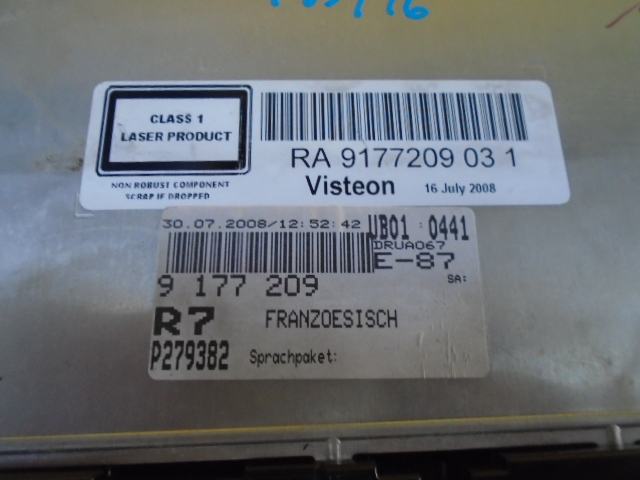 CLASS 1
LASER PRODUCT
NON ROBUST COMPONENT
SCRAP IF DROPPED
RA 9177209 03 1
Visteon 16 July 2008
30.07.2008/12:52:42 UB01 0441
DRUA067
E-87
9 177 209 SA:
R7 FRANZOESISCH
P279382 Sprachpaket: